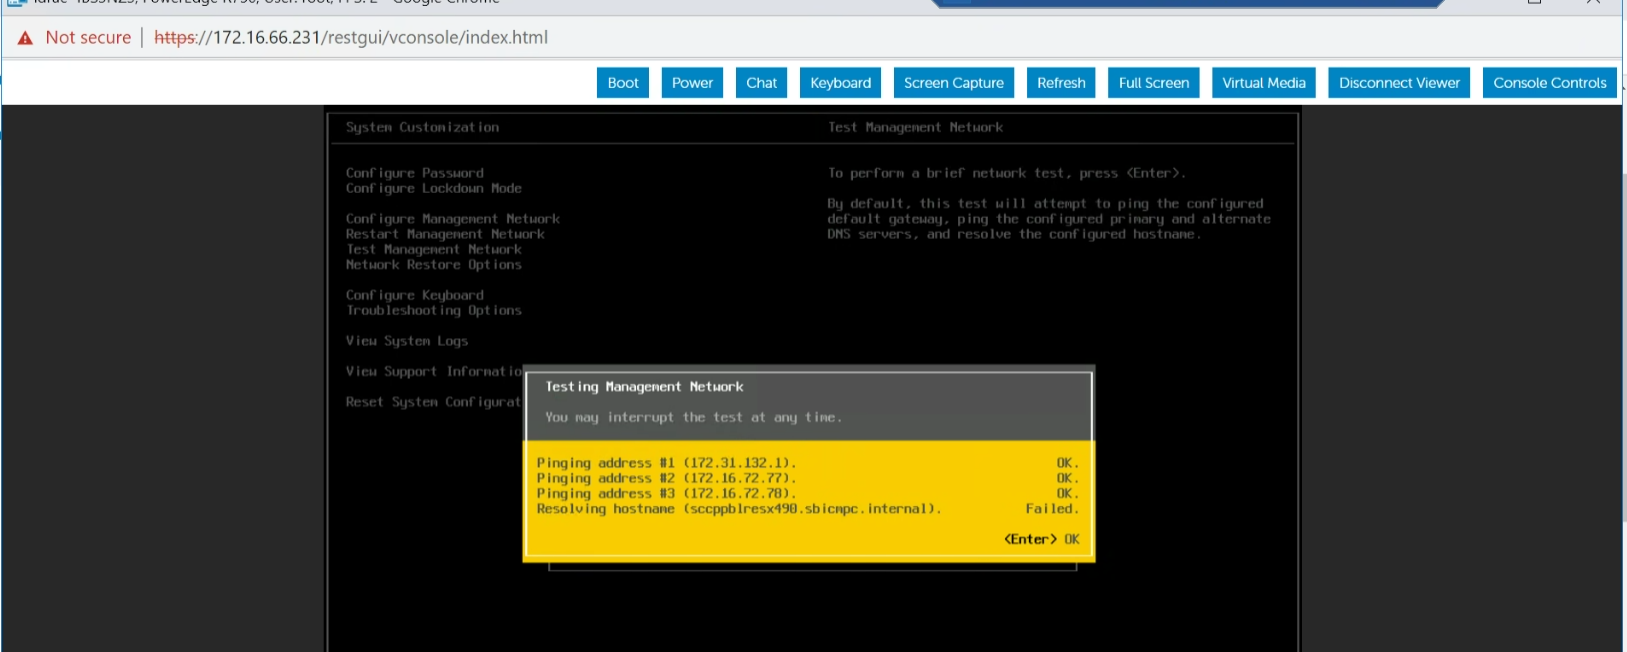 Not secure | https://172.16.66.231/restgui/vconsole/index.html
Boot Power Chat Keyboard Screen Capture Refresh Full Screen Virtual Media Disconnect Viewer Console Controls
System Customization
Test Management Network
Configure Password
Configure Lockdown Mode
Configure Management Network
Restart Management Network
Test Management Network
Network Restore Options
Configure Keyboard
Troubleshooting Options
View System Logs
View Support Informatio
Reset System Configurat
To perform a brief network test, press <Enter>.
By default, this test will attempt to ping the configured
default gateway, ping the configured primary and alternate
DNS servers, and resolve the configured hostname.
Testing Management Network
You may interrupt the test at any time.
Pinging address #1 (172.31.132.1). OK.
Pinging address #2 (172.16.72.77). OK.
Pinging address #3 (172.16.72.78). OK.
Resolving hostname (sccppblresx490.sbicmpc.internal). Failed.
<Enter> OK